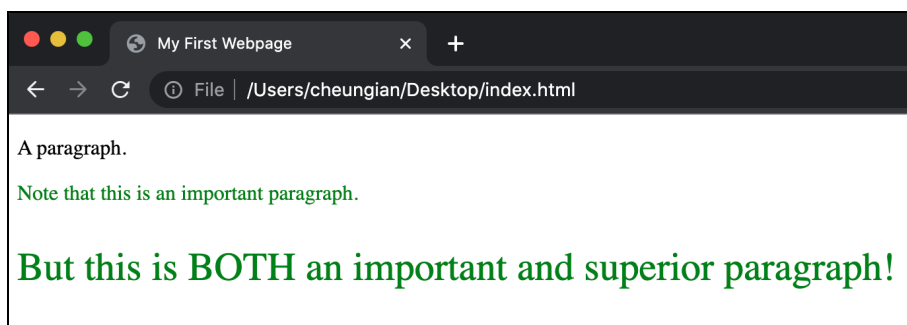 My First Webpage
File /Users/cheungian/Desktop/index.html
A paragraph.
Note that this is an important paragraph.
But this is BOTH an important and superior paragraph!